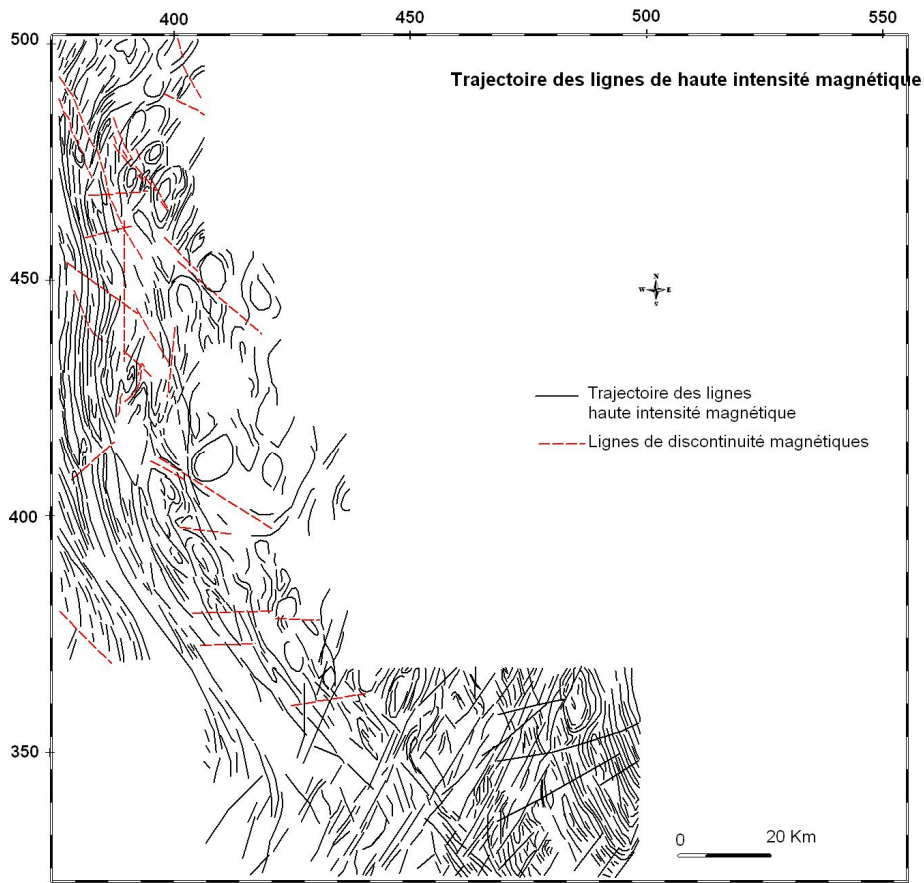 400 450 500 550
500
Trajectoire des lignes de haute intensité magnétique
450
N
W E
S
Trajectoire des lignes
haute intensité magnétique
Lignes de discontinuité magnétiques
400
350
0 20 Km